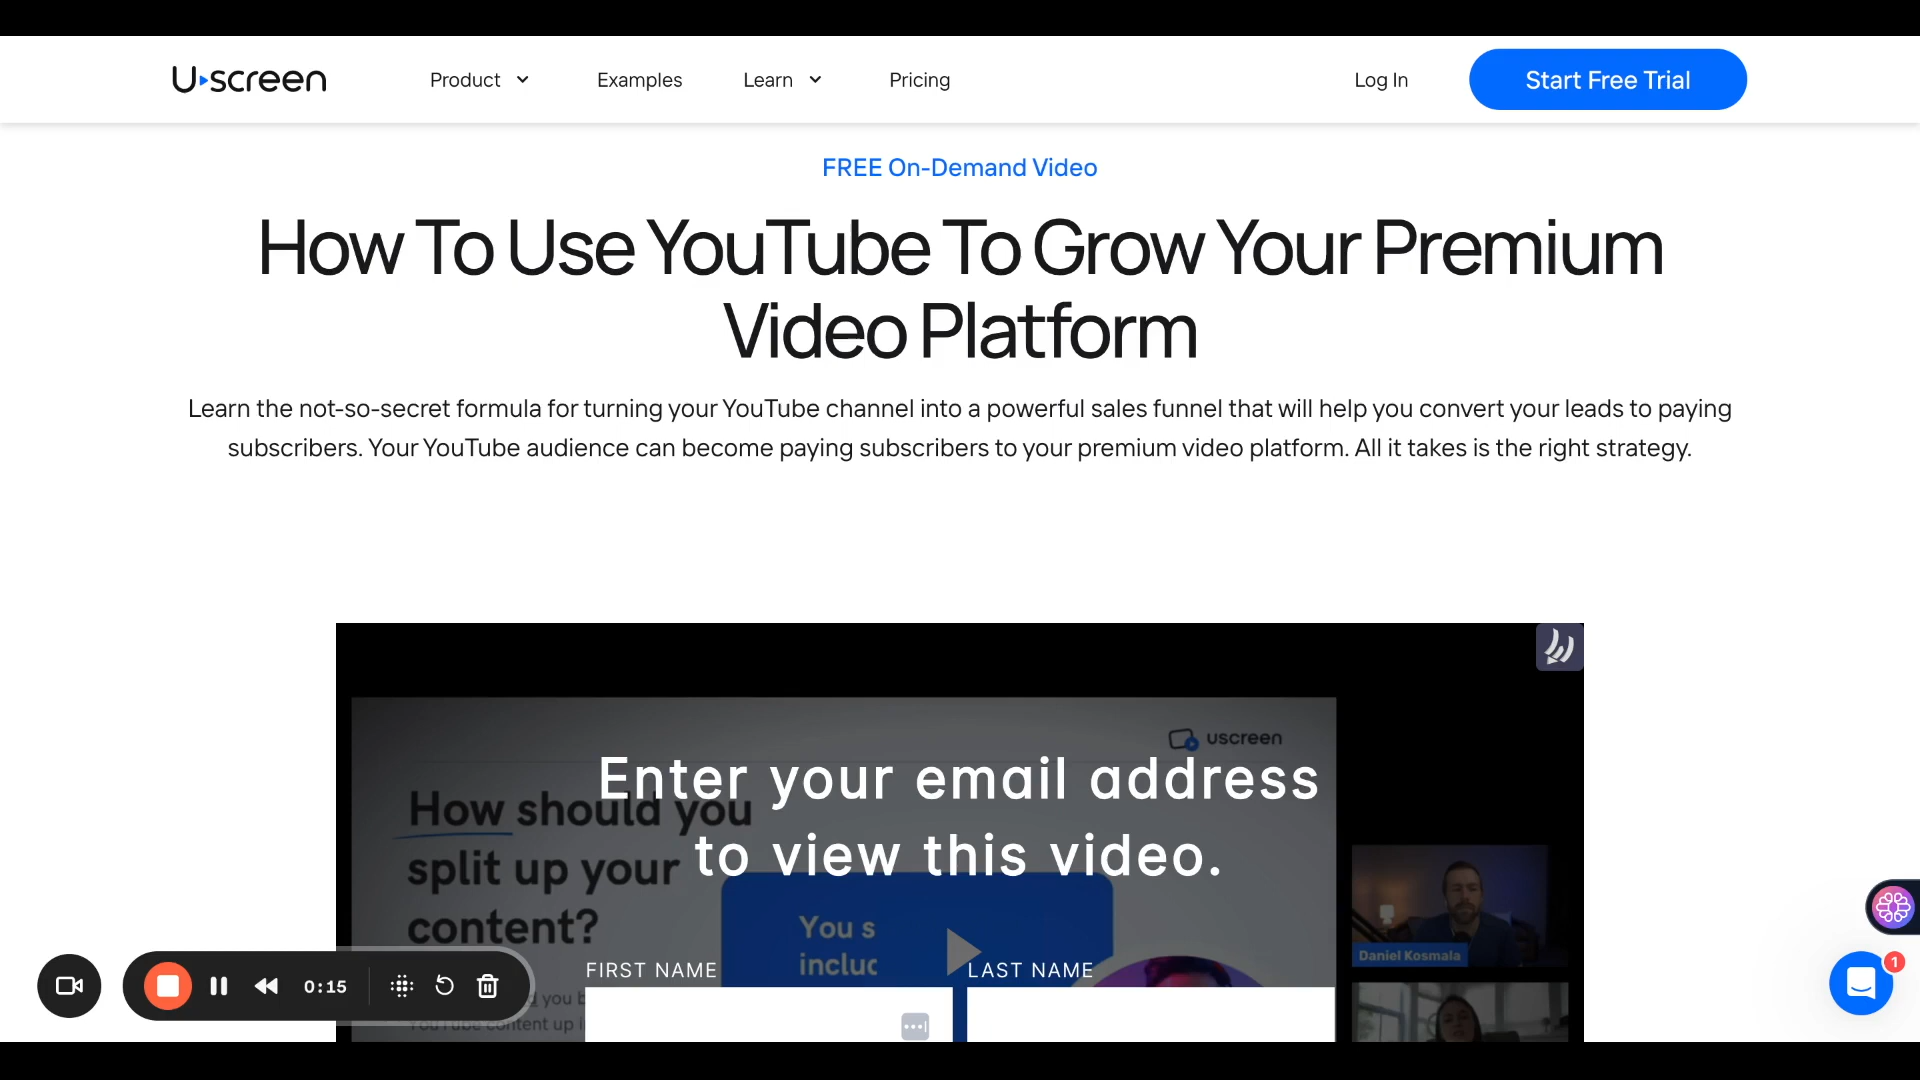 Uscreen
Product
Examples
Learn
Pricing
Log In
Start Free Trial
FREE On-Demand Video
How To Use YouTube To Grow Your Premium
Video Platform
Learn the not-so-secret formula for turning your YouTube channel into a powerful sales funnel that will help you convert your leads to paying
subscribers. Your YouTube audience can become paying subscribers to your premium video platform. All it takes is the right strategy.
uscreen
Enter your email address
to view this video.
How should you
split up your
content?
You s
incluc
Daniel Kosmala
FIRST NAME
LAST NAME
you b
YouTube content up i
0:15
1